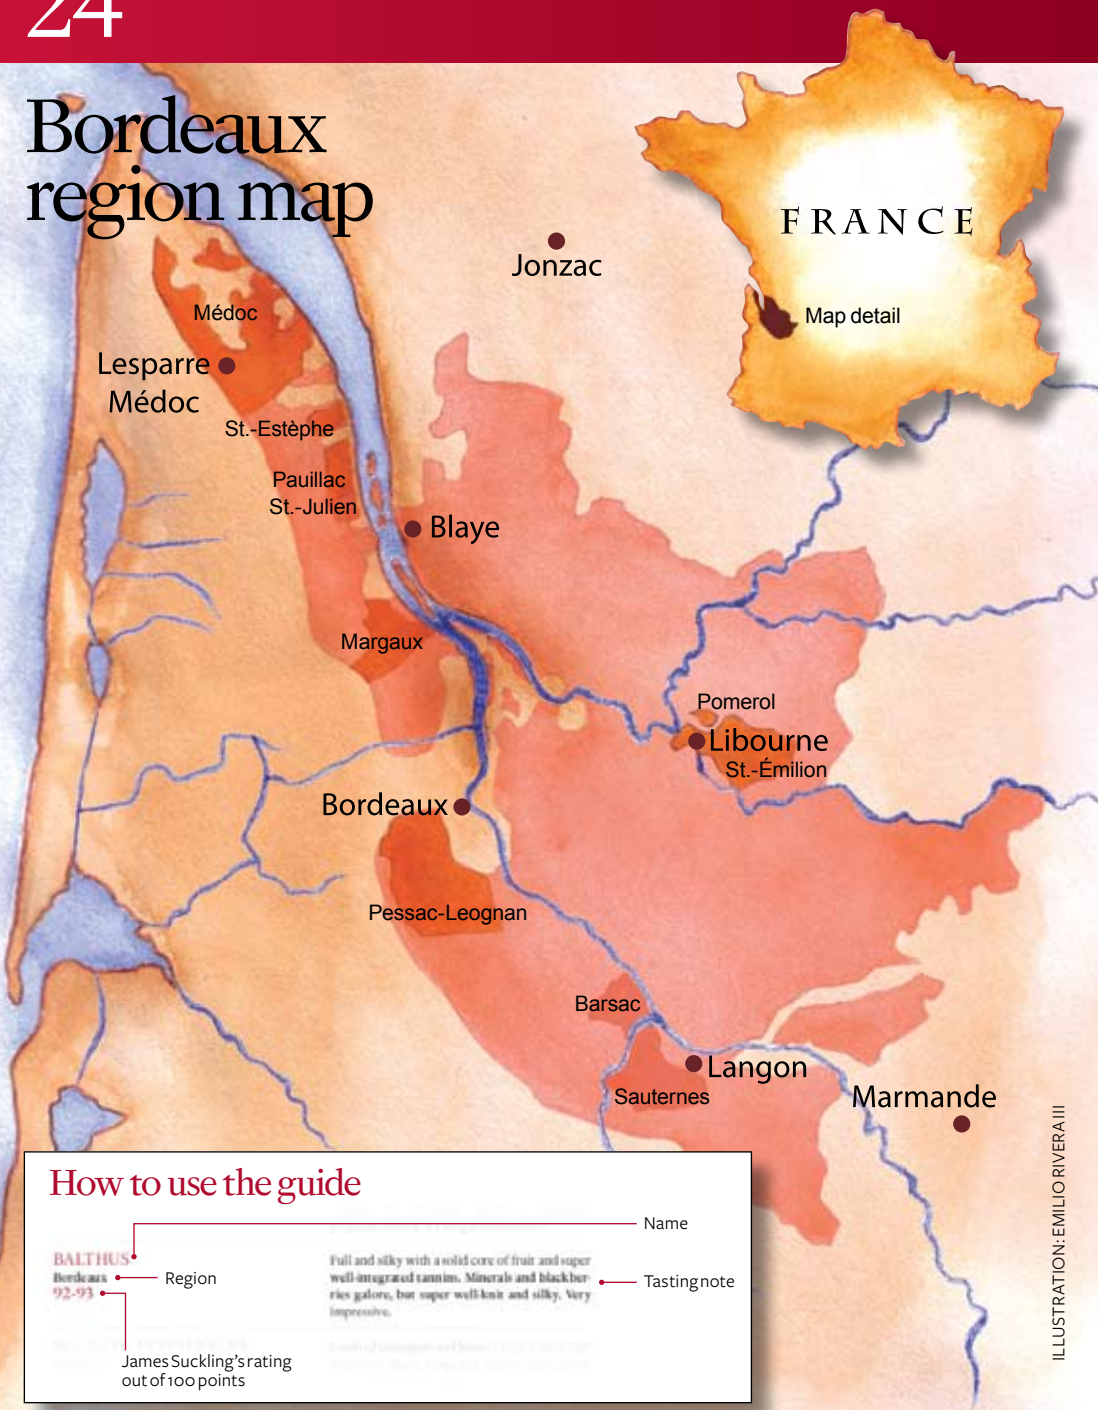 24
Bordeaux
region map
FRANCE
Map detail
Jonzac
Médoc
Lesparre
Médoc
St.-Estèphe
Pauillac
St.-Julien
Blaye
Margaux
Pomerol
Libourne
St.-Émilion
Bordeaux
Pessac-Leognan
Barsac
Langon
Sauternes
Marmande
ILLUSTRATION: EMILIO RIVERA III
How to use the guide
Name
BALTHUS
Bordeaux
92-93
Region
Full and silky with a solid core of fruit and super
well-integrated tannins. Minerals and blackber-
ries galore, but super well-knit and silky. Very
impressive.
Tasting note
James Suckling's rating
out of 100 points